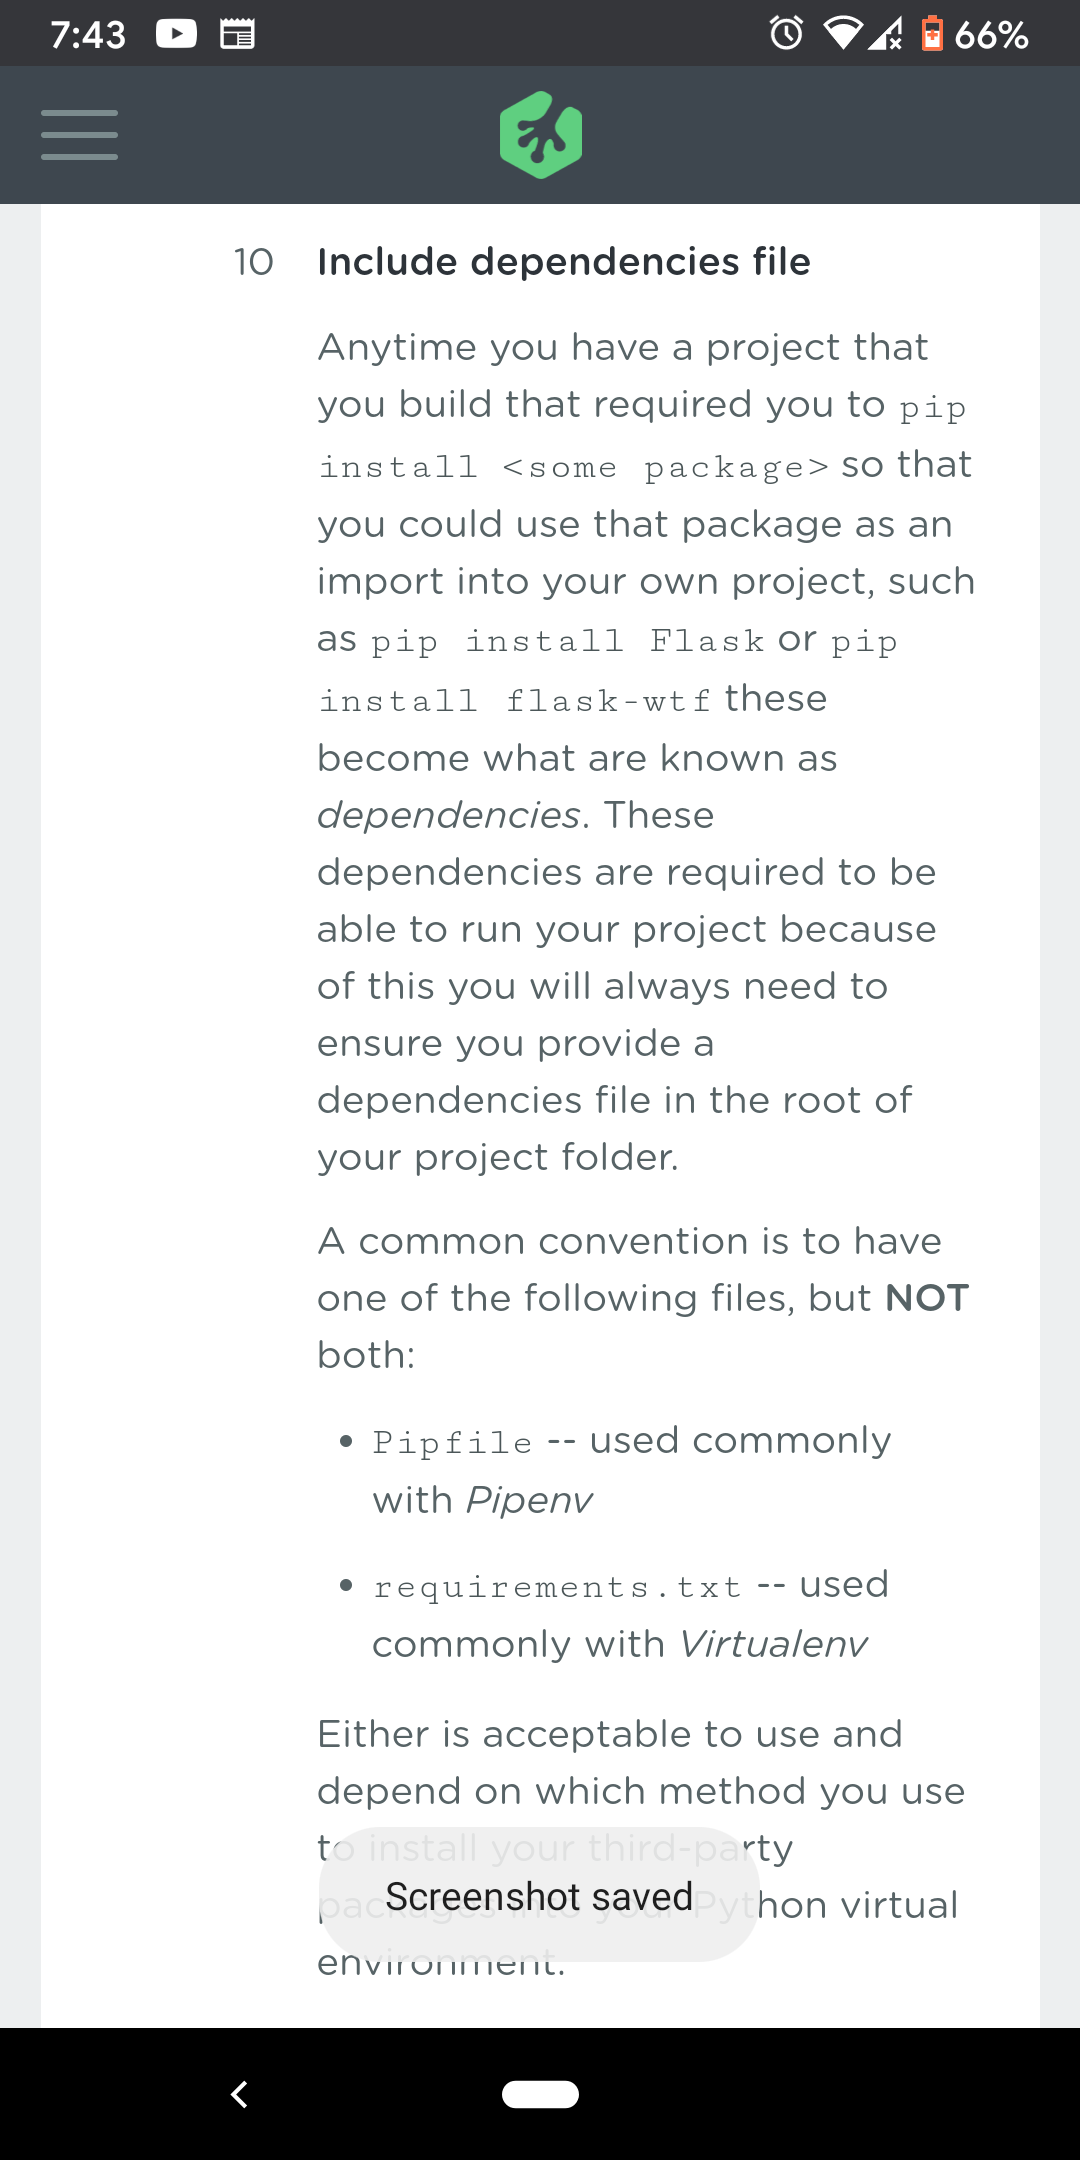 7:43
66%
10 Include dependencies file
Anytime you have a project that
you build that required you to pip
install <some package> so that
you could use that package as an
import into your own project, such
as pip install Flask or pip
install flask-wtf these
become what are known as
dependencies. These
dependencies are required to be
able to run your project because
of this you will always need to
ensure you provide a
dependencies file in the root of
your project folder.
A common convention is to have
one of the following files, but NOT
both:
• Pipfile -- used commonly
with Pipenv
• requirements.txt -- used
commonly with Virtualenv
Either is acceptable to use and
depend on which method you use
to install your third-party
packages into your Python virtual
Screenshot saved
environment.